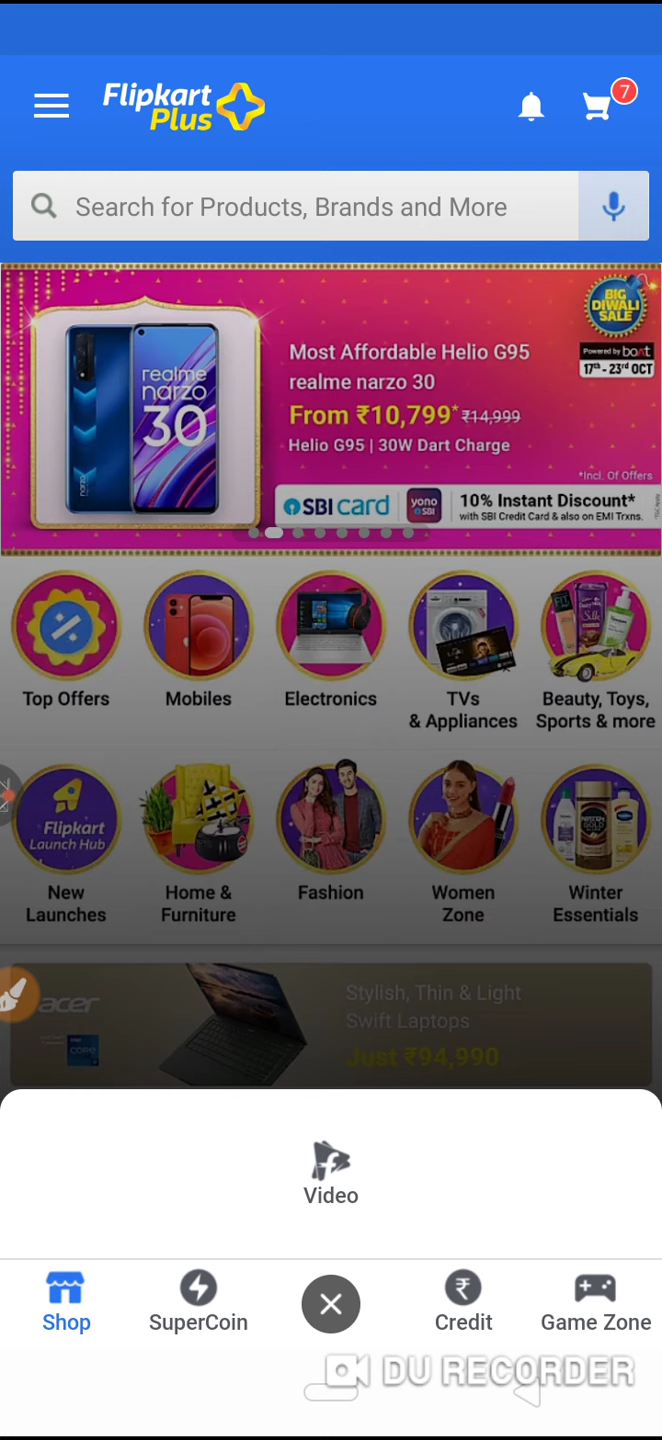 Flipkart
Plus
7
Search for Products, Brands and More
BIG
DIWALI
SALE
Powered by boAt
17th - 23rd OCT
realme
narzo
30
narzo
Most Affordable Helio G95
realme narzo 30
From ₹10,799* ₹14,999
Helio G95 | 30W Dart Charge
*Incl. Of Offers
SBI card
yono
SBI
10% Instant Discount*
with SBI Credit Card & also on EMI Trxns.
Top Offers
Mobiles
Electronics
TVs
& Appliances
Beauty, Toys,
Sports & more
Flipkart
Launch Hub
New
Launches
Home &
Furniture
Fashion
Women
Zone
Winter
Essentials
acer
core
Stylish, Thin & Light
Swift Laptops
Just ₹94,990
Video
Shop
SuperCoin
Credit
Game Zone
DU RECORDER